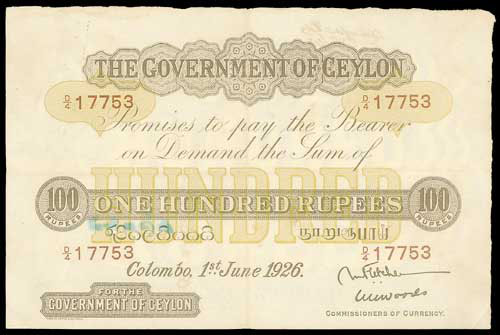 THE GOVERNMENT OF CEYLON
D/4 17753 D/4 17753
Promises to pay the Bearer
on Demand the Sum of
HUNDRED
100 RUPEES ONE HUNDRED RUPEES 100 RUPEES
நூறுரூபாய்
D/4 17753 D/4 17753
Colombo, 1st June 1926.
FOR THE
GOVERNMENT OF CEYLON
COMMISSIONERS OF CURRENCY.